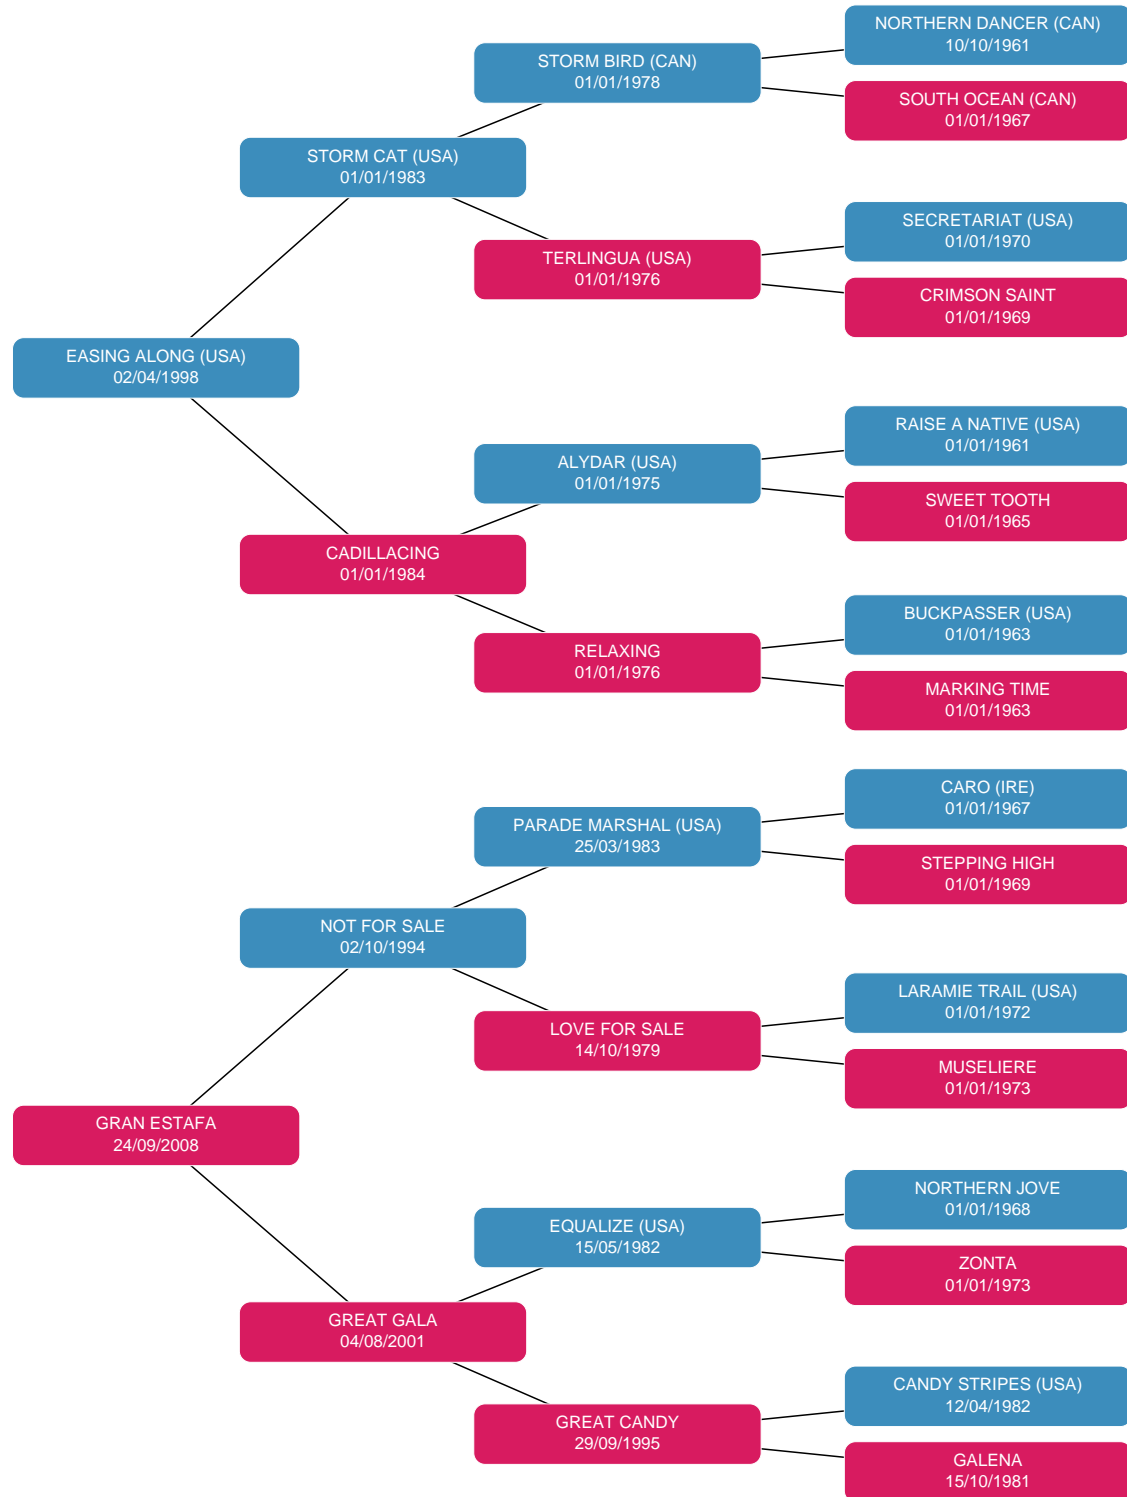 NORTHERN DANCER (CAN)
10/10/1961
STORM BIRD (CAN)
01/01/1978
SOUTH OCEAN (CAN)
01/01/1967
STORM CAT (USA)
01/01/1983
SECRETARIAT (USA)
01/01/1970
TERLINGUA (USA)
01/01/1976
CRIMSON SAINT
01/01/1969
EASING ALONG (USA)
02/04/1998
RAISE A NATIVE (USA)
01/01/1961
ALYDAR (USA)
01/01/1975
SWEET TOOTH
01/01/1965
CADILLACING
01/01/1984
BUCKPASSER (USA)
01/01/1963
RELAXING
01/01/1976
MARKING TIME
01/01/1963
CARO (IRE)
01/01/1967
PARADE MARSHAL (USA)
25/03/1983
STEPPING HIGH
01/01/1969
NOT FOR SALE
02/10/1994
LARAMIE TRAIL (USA)
01/01/1972
LOVE FOR SALE
14/10/1979
MUSELIERE
01/01/1973
GRAN ESTAFA
24/09/2008
NORTHERN JOVE
01/01/1968
EQUALIZE (USA)
15/05/1982
ZONTA
01/01/1973
GREAT GALA
04/08/2001
CANDY STRIPES (USA)
12/04/1982
GREAT CANDY
29/09/1995
GALENA
15/10/1981